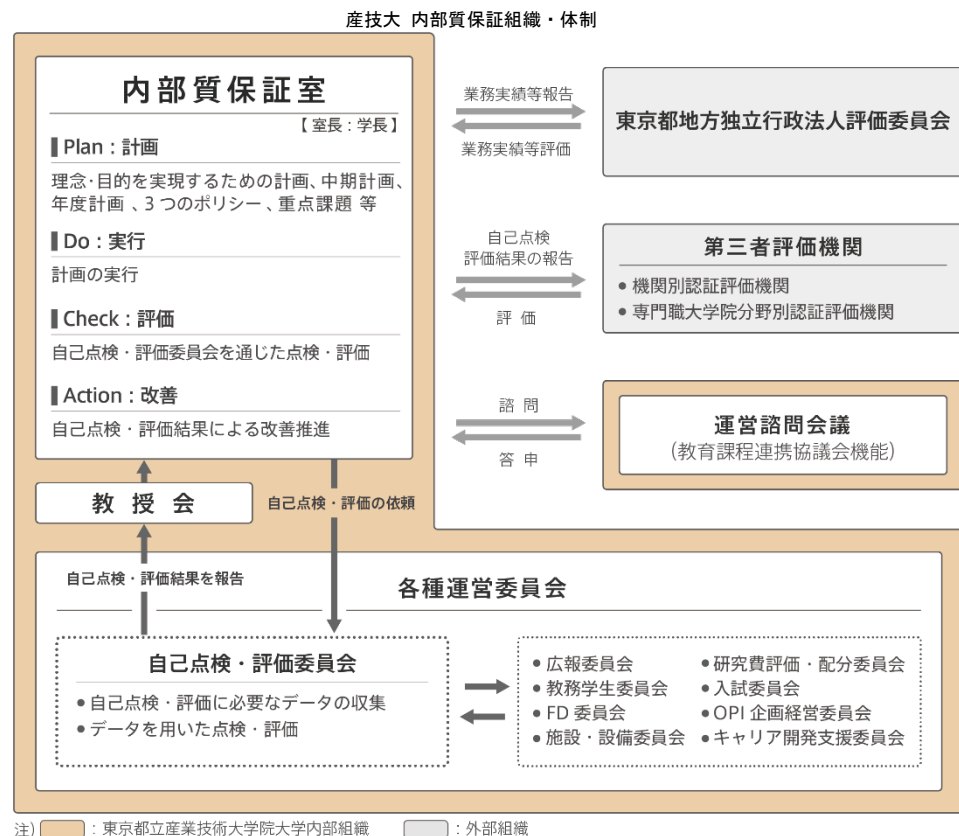 産技大 内部質保証組織・体制
内部質保証室
【 室長：学長 】
Plan：計画
理念・目的を実現するための計画、中期計画、
年度計画 、３つのポリシー 、重点課題 等
Do：実行
計画の実行
Check：評価
自己点検・評価委員会を通じた点検・評価
Action：改善
自己点検・評価結果による改善推進
業務実績等報告
業務実績等評価
東京都地方独立行政法人評価委員会
自己点検
評価結果の報告
評 価
第三者評価機関
● 機関別認証評価機関
● 専門職大学院分野別認証評価機関
諮 問
答 申
運営諮問会議
(教育課程連携協議会機能)
教 授 会
自己点検・評価の依頼
自己点検・評価結果を報告
各種運営委員会
自己点検・評価委員会
● 自己点検・評価に必要なデータの収集
● データを用いた点検・評価
● 広報委員会
● 教務学生委員会
● FD 委員会
● 施設・設備委員会
● 研究費評価・配分委員会
● 入試委員会
● OPI 企画経営委員会
● キャリア開発支援委員会
注) ：東京都立産業技術大学院大学内部組織 ：外部組織